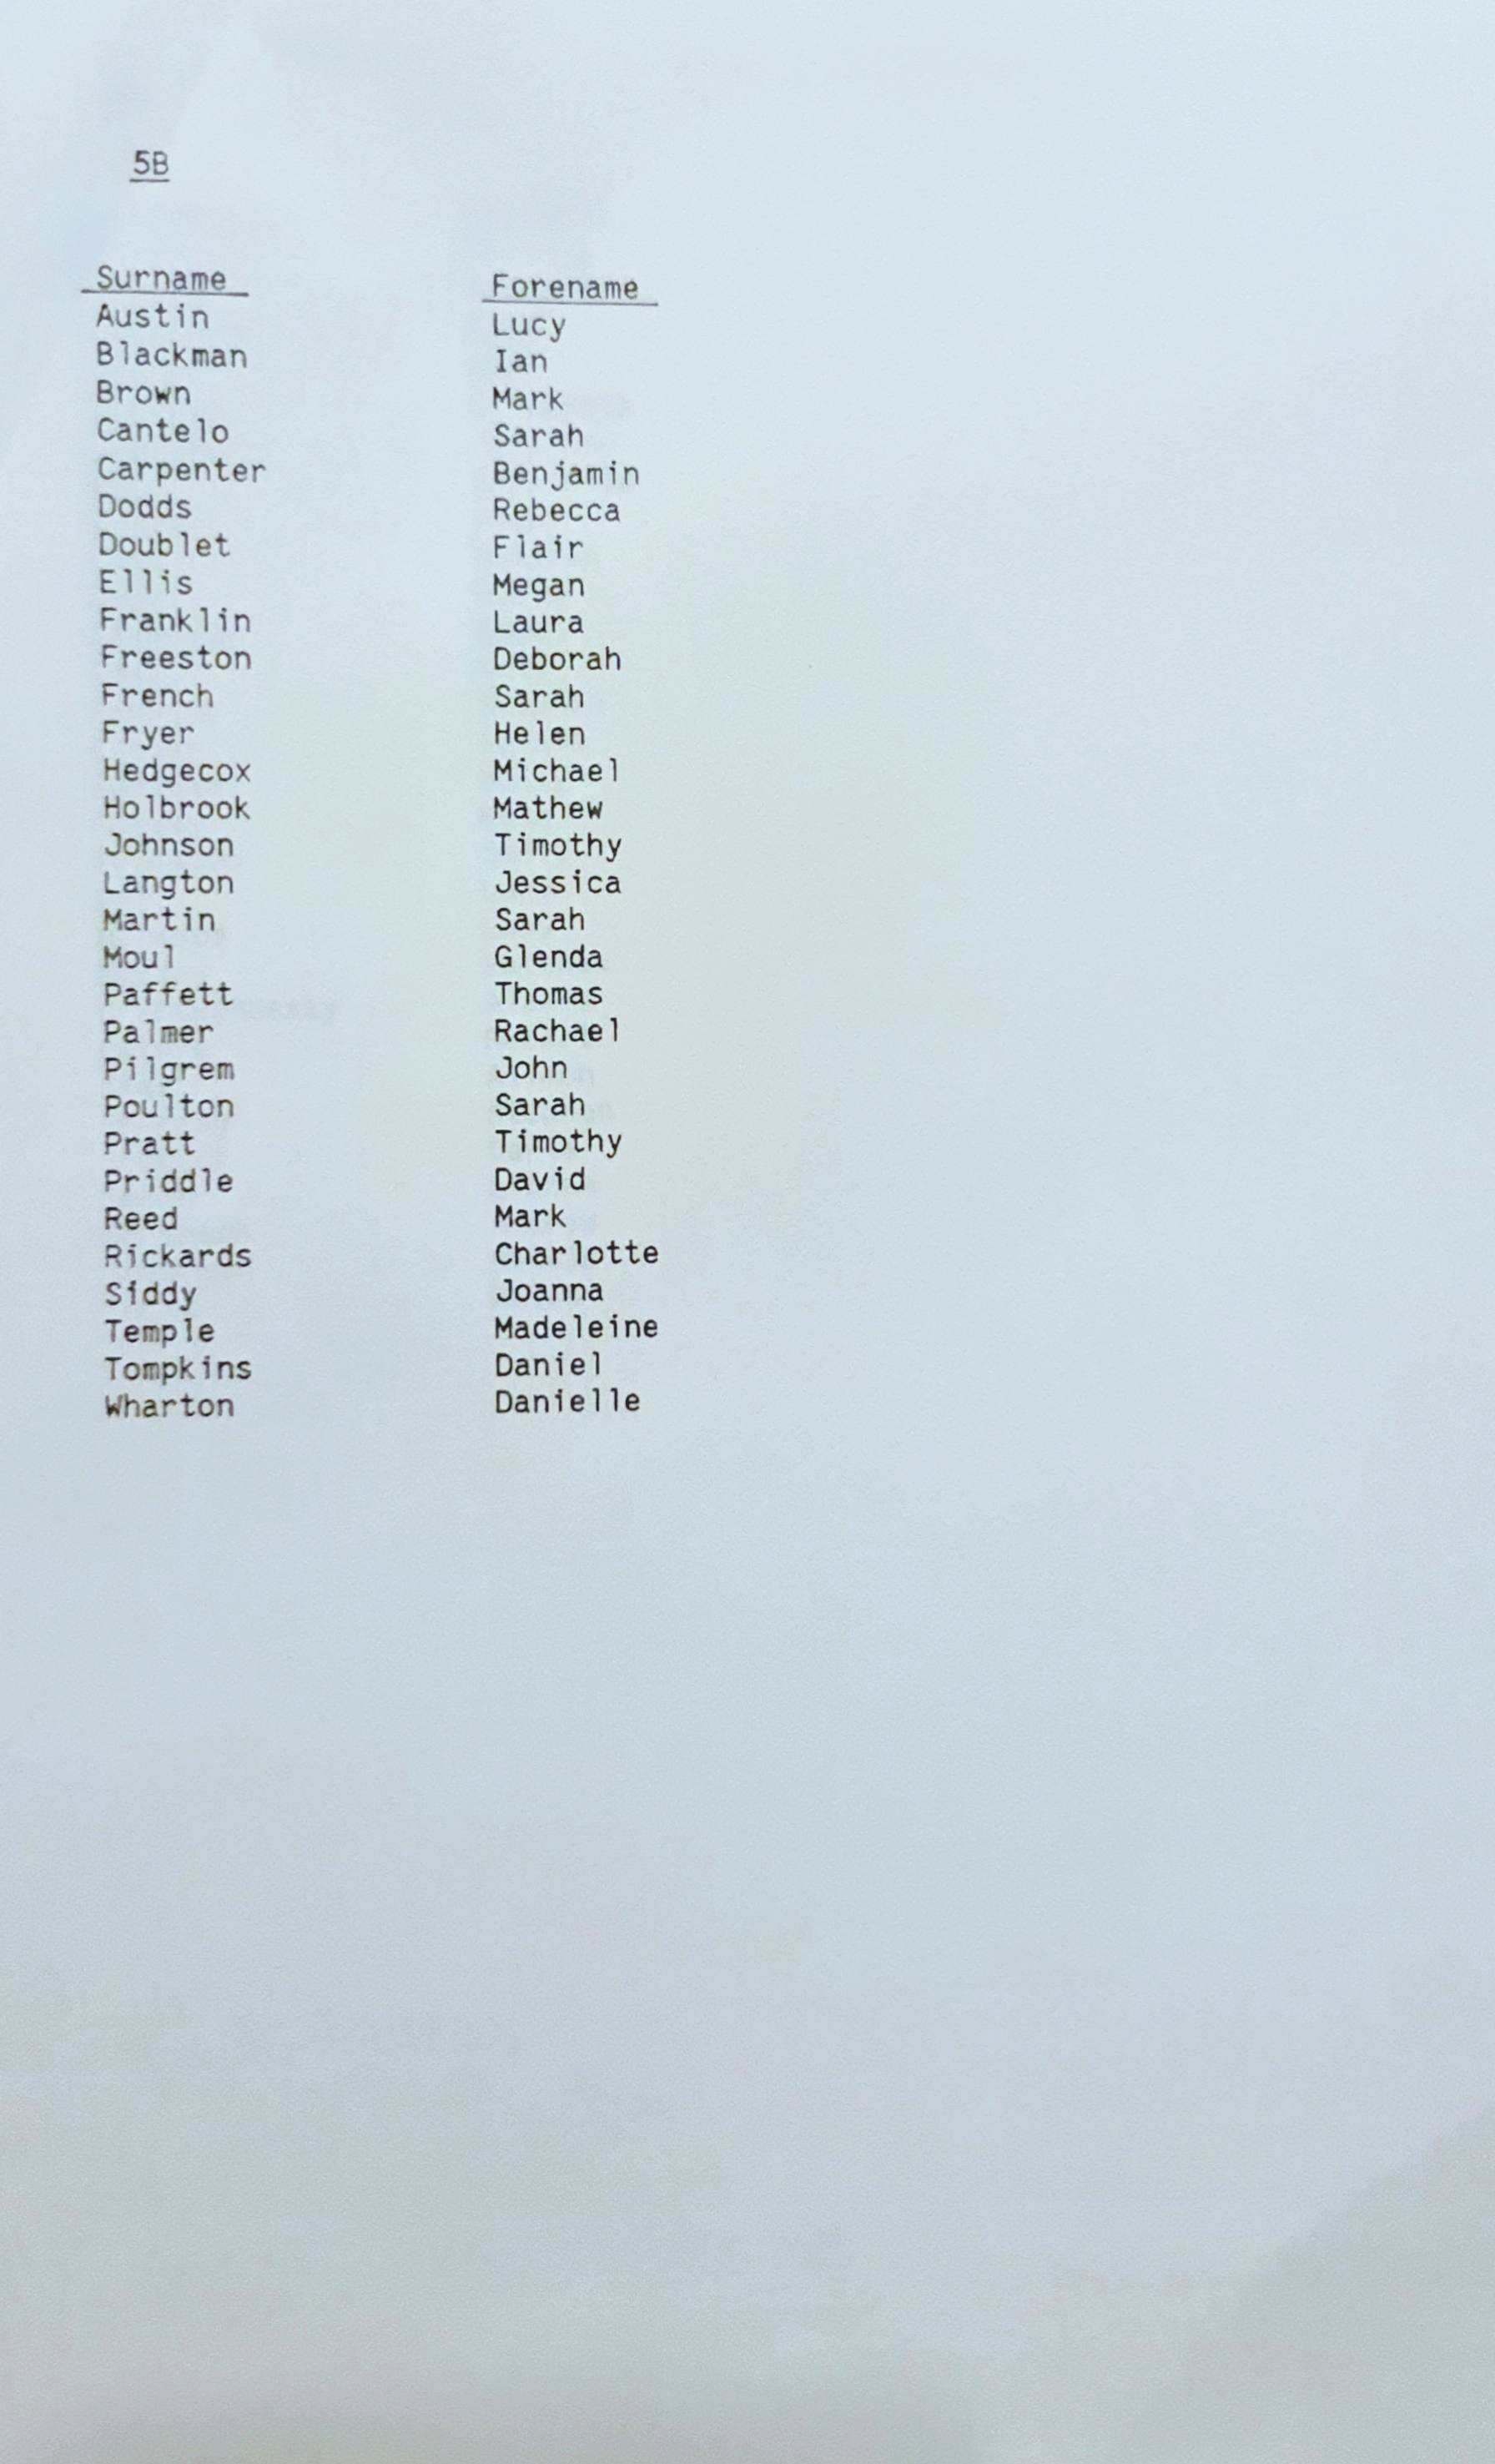 5B
Surname Forename
Austin Lucy
Blackman Ian
Brown Mark
Cantelo Sarah
Carpenter Benjamin
Dodds Rebecca
Doublet Flair
Ellis Megan
Franklin Laura
Freeston Deborah
French Sarah
Fryer Helen
Hedgecox Michael
Holbrook Mathew
Johnson Timothy
Langton Jessica
Martin Sarah
Moul Glenda
Paffett Thomas
Palmer Rachael
Pilgrem John
Poulton Sarah
Pratt Timothy
Priddle David
Reed Mark
Rickards Charlotte
Siddy Joanna
Temple Madeleine
Tompkins Daniel
Wharton Danielle